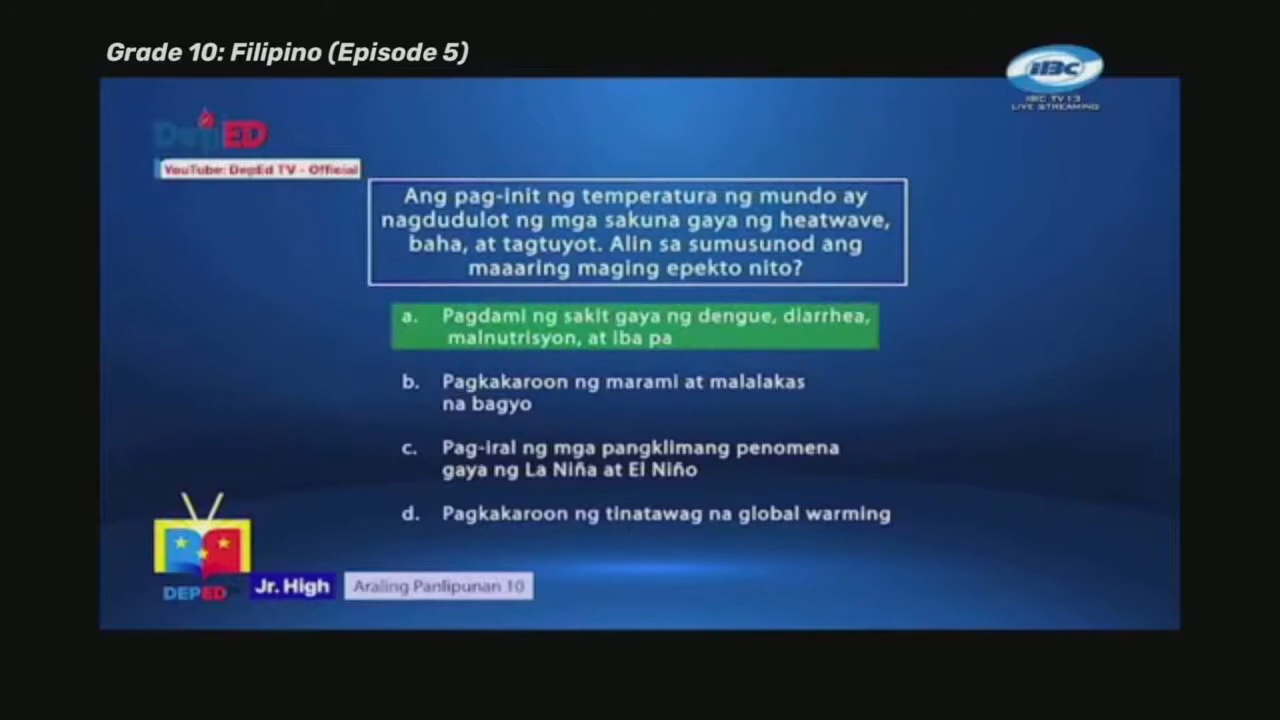 Grade 10: Filipino (Episode 5)
iBC
IBC TV 13
LIVE STREAMING
DepED
YouTube: DepEd TV - Official
Ang pag-init ng temperatura ng mundo ay
nagdudulot ng mga sakuna gaya ng heatwave,
baha, at tagtuyot. Alin sa sumusunod ang
maaaring maging epekto nito?
a. Pagdami ng sakit gaya ng dengue, diarrhea,
malnutrisyon, at iba pa
b. Pagkakaroon ng marami at malalakas
na bagyo
c. Pag-iral ng mga pangklimang penomena
gaya ng La Niña at El Niño
d. Pagkakaroon ng tinatawag na global warming
DEPED
Jr. High
Araling Panlipunan 10